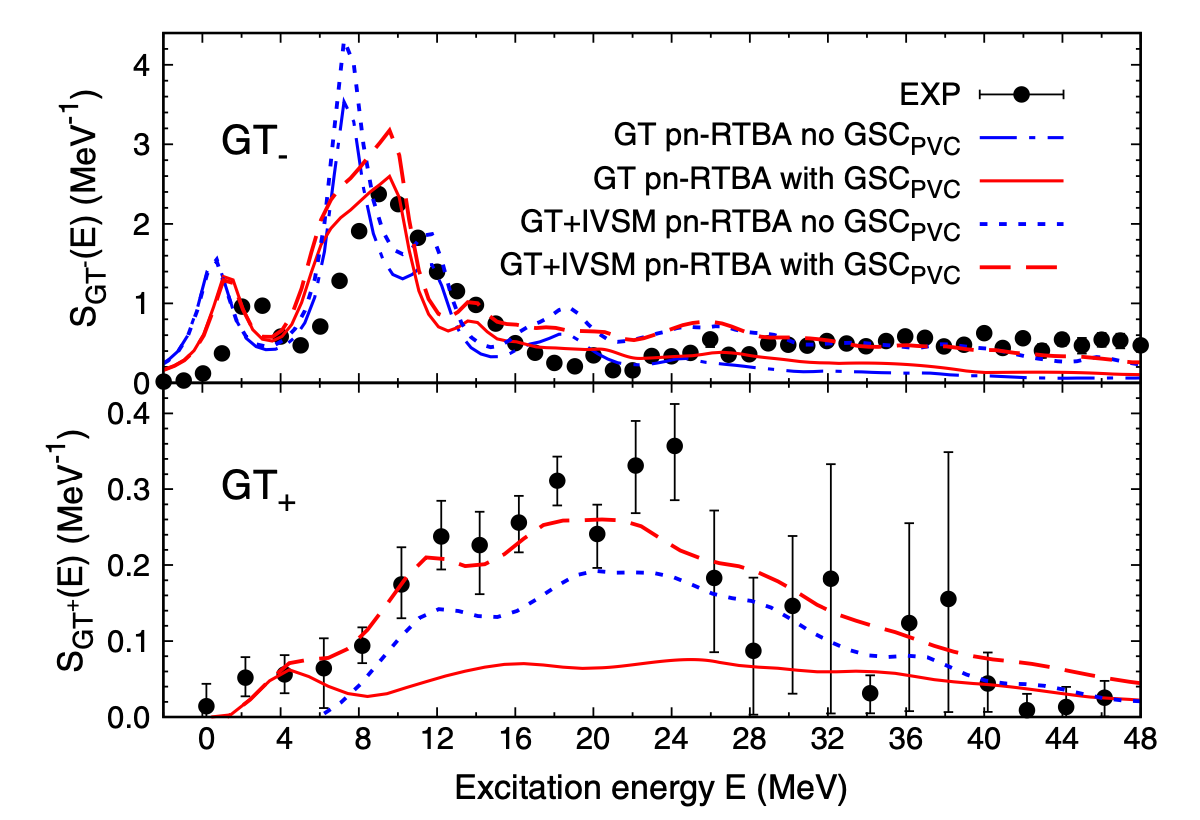 4
3
2
1
0
S_GT^-(E) (MeV^-1)
GT_-
EXP
GT pn-RTBA no GSC_PVC
GT pn-RTBA with GSC_PVC
GT+IVSM pn-RTBA no GSC_PVC
GT+IVSM pn-RTBA with GSC_PVC
0.4
0.3
0.2
0.1
0.0
S_GT^+(E) (MeV^-1)
GT_+
0 4 8 12 16 20 24 28 32 36 40 44 48
Excitation energy E (MeV)